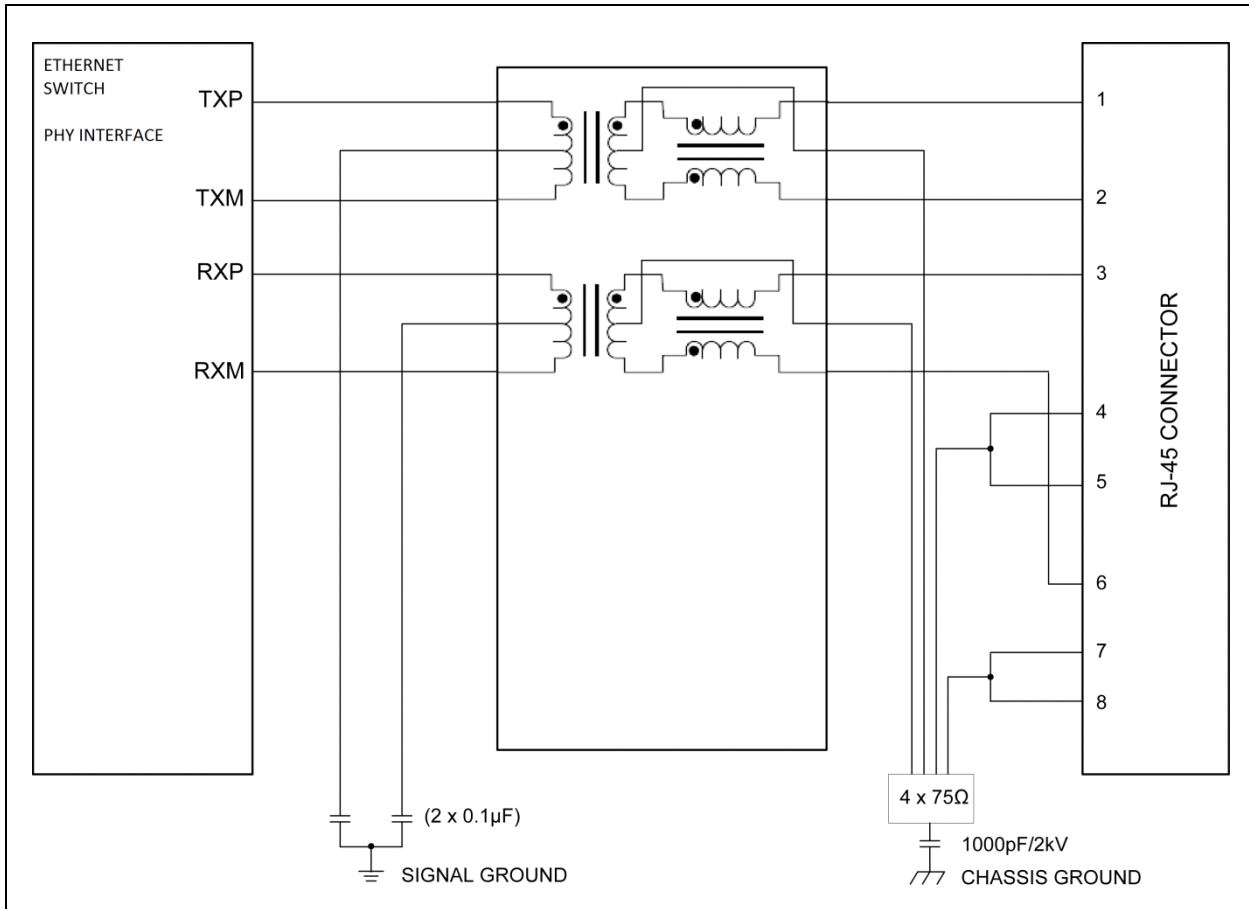 ETHERNET
SWITCH
PHY INTERFACE
TXP
TXM
RXP
RXM
1
2
3
4
5
6
7
8
RJ-45 CONNECTOR
(2 x 0.1µF)
SIGNAL GROUND
4 x 75Ω
1000pF/2kV
CHASSIS GROUND